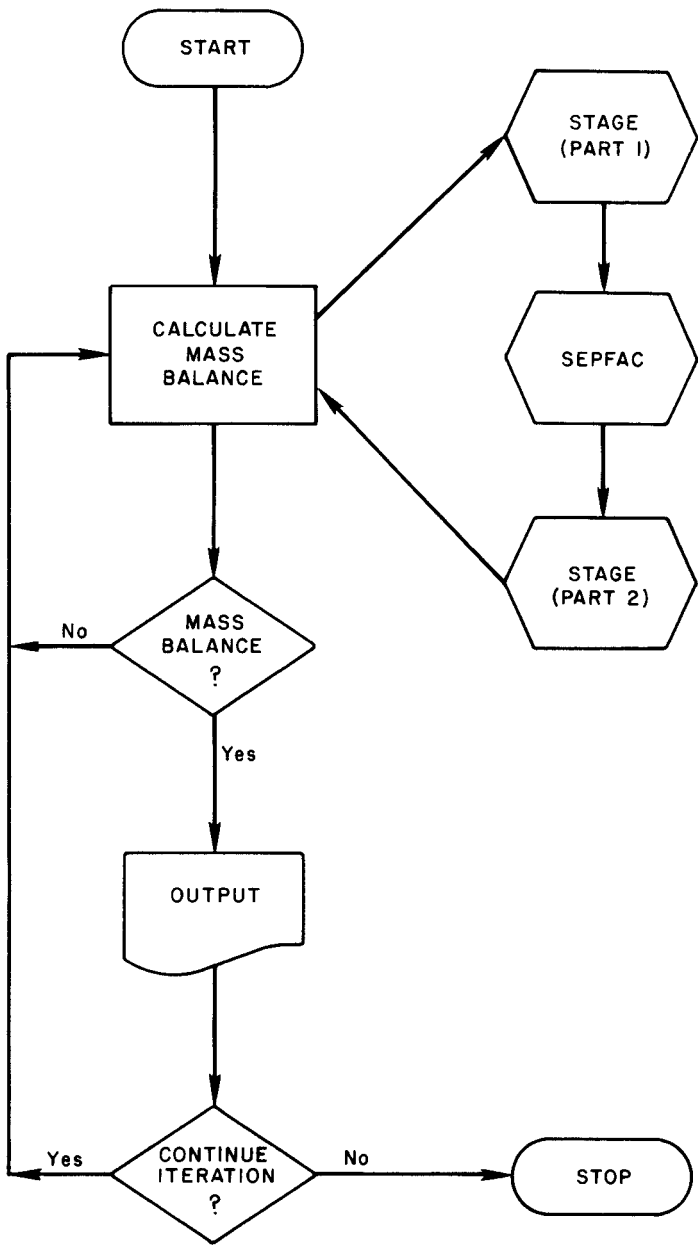 START
STAGE
(PART 1)
CALCULATE
MASS
BALANCE
SEPFAC
STAGE
(PART 2)
MASS
BALANCE
?
No
Yes
OUTPUT
CONTINUE
ITERATION
?
Yes
No
STOP